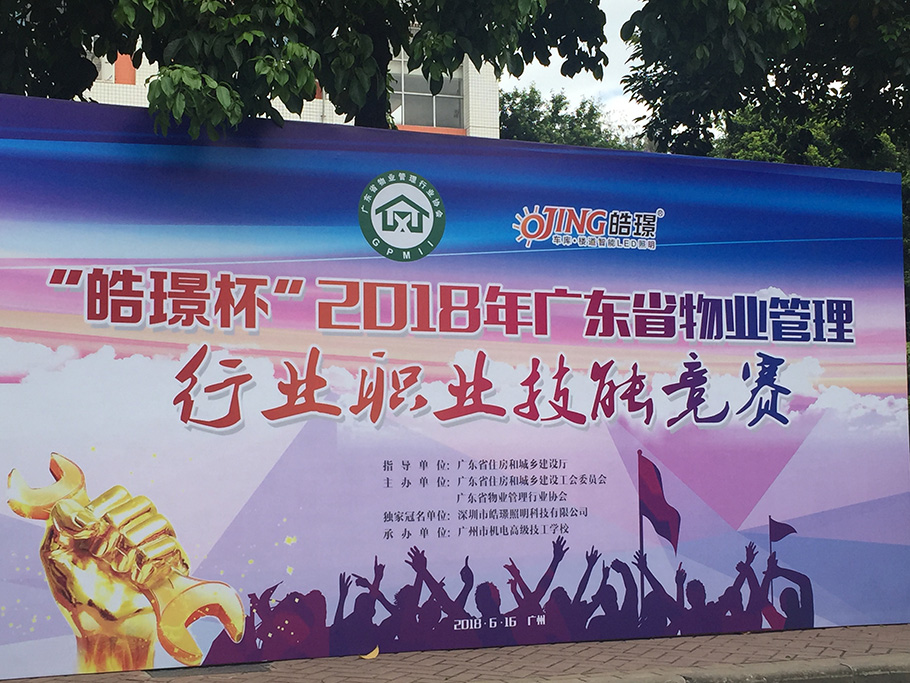 广东省物业管理行业协会
GPMII
OJING皓璟®
车库·楼道智能LED照明
“皓璟杯”2018年广东省物业管理
行业职业技能竞赛
指导单位：广东省住房和城乡建设厅
主办单位：广东省住房和城乡建设工会委员会
广东省物业管理行业协会
独家冠名单位：深圳市皓璟照明科技有限公司
承办单位：广州市机电高级技工学校
2018·6·16 广州